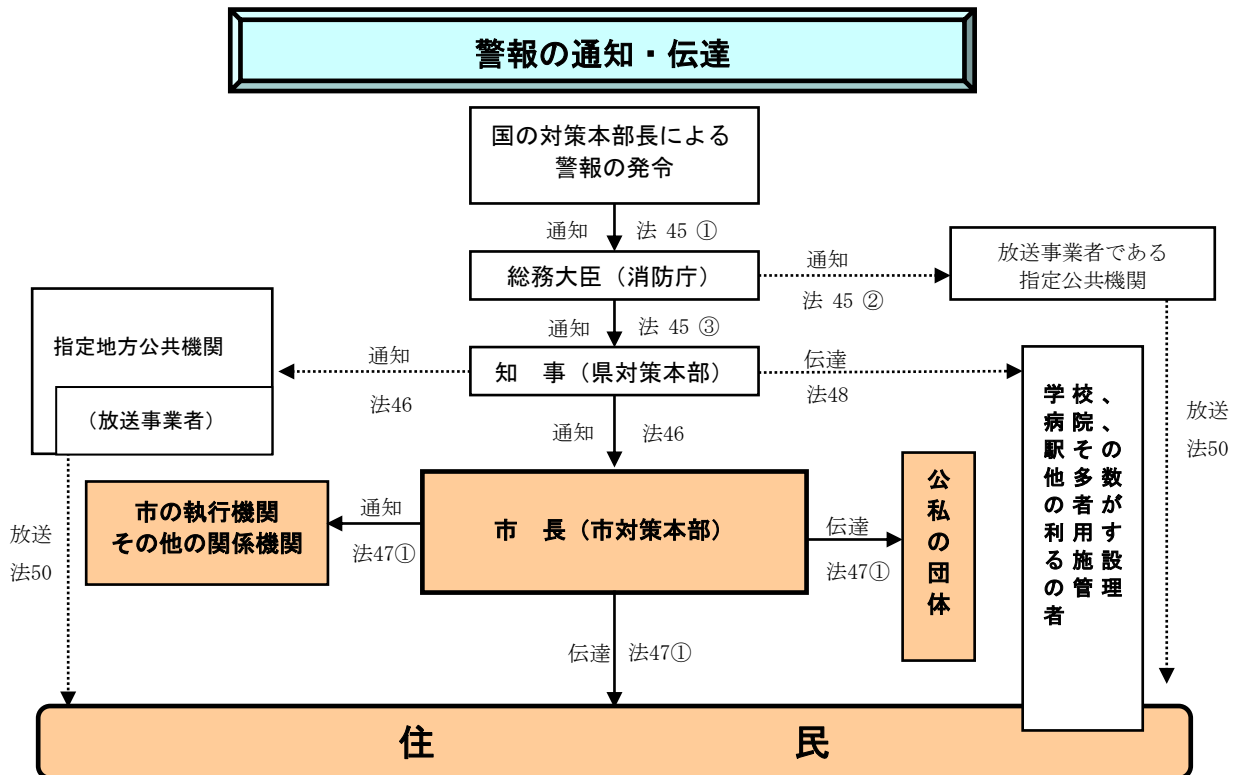 警報の通知・伝達
国の対策本部長による
警報の発令
通知 法 45 ①
総務大臣（消防庁）
通知
法 45 ②
放送事業者である
指定公共機関
通知 法 45 ③
指定地方公共機関
（放送事業者）
通知
法46
知 事（県対策本部）
伝達
法48
学校、
病院、
駅その
他多数
の者が
利用す
る施設
の管理
者
放送
法50
通知 法46
市の執行機関
その他の関係機関
通知
法47①
市 長（市対策本部）
伝達
法47①
公私の団体
放送
法50
伝達 法47①
住 民